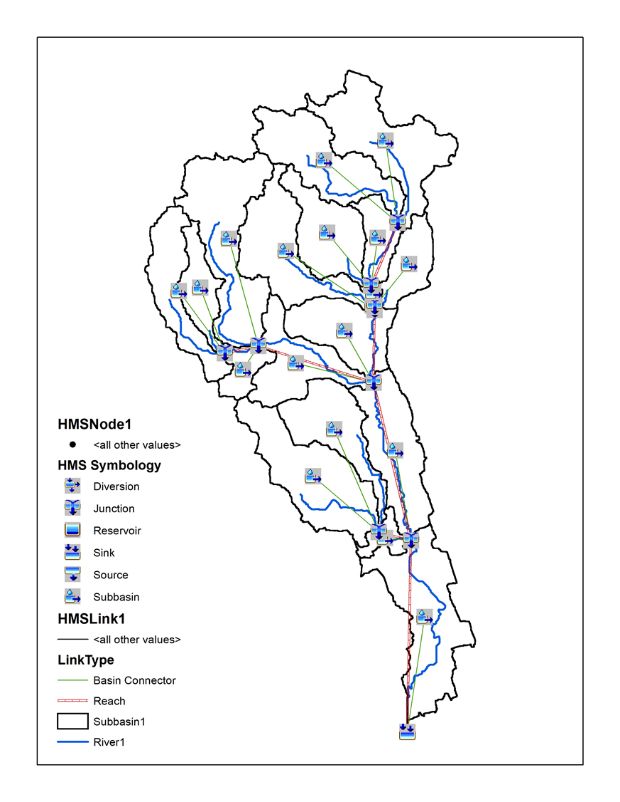 HMSNode1
<all other values>
HMS Symbology
Diversion
Junction
Reservoir
Sink
Source
Subbasin
HMSLink1
<all other values>
LinkType
Basin Connector
Reach
Subbasin1
River1